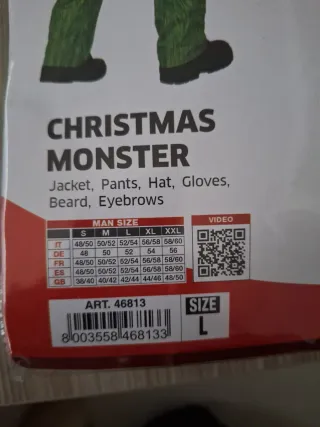 CHRISTMAS
MONSTER
Jacket, Pants, Hat, Gloves,
Beard, Eyebrows
MAN SIZE
S M L XL XXL
IT 48/50 50/52 52/54 56/58 58/60
DE 48 50 52 54 56
FR 48/50 50/52 52/54 56/58 58/60
ES 48/50 50/52 52/54 56/58 58/60
GB 38/40 40/42 42/44 44/46 48/50
VIDEO
ART. 46813
8 003558 468133
SIZE
L